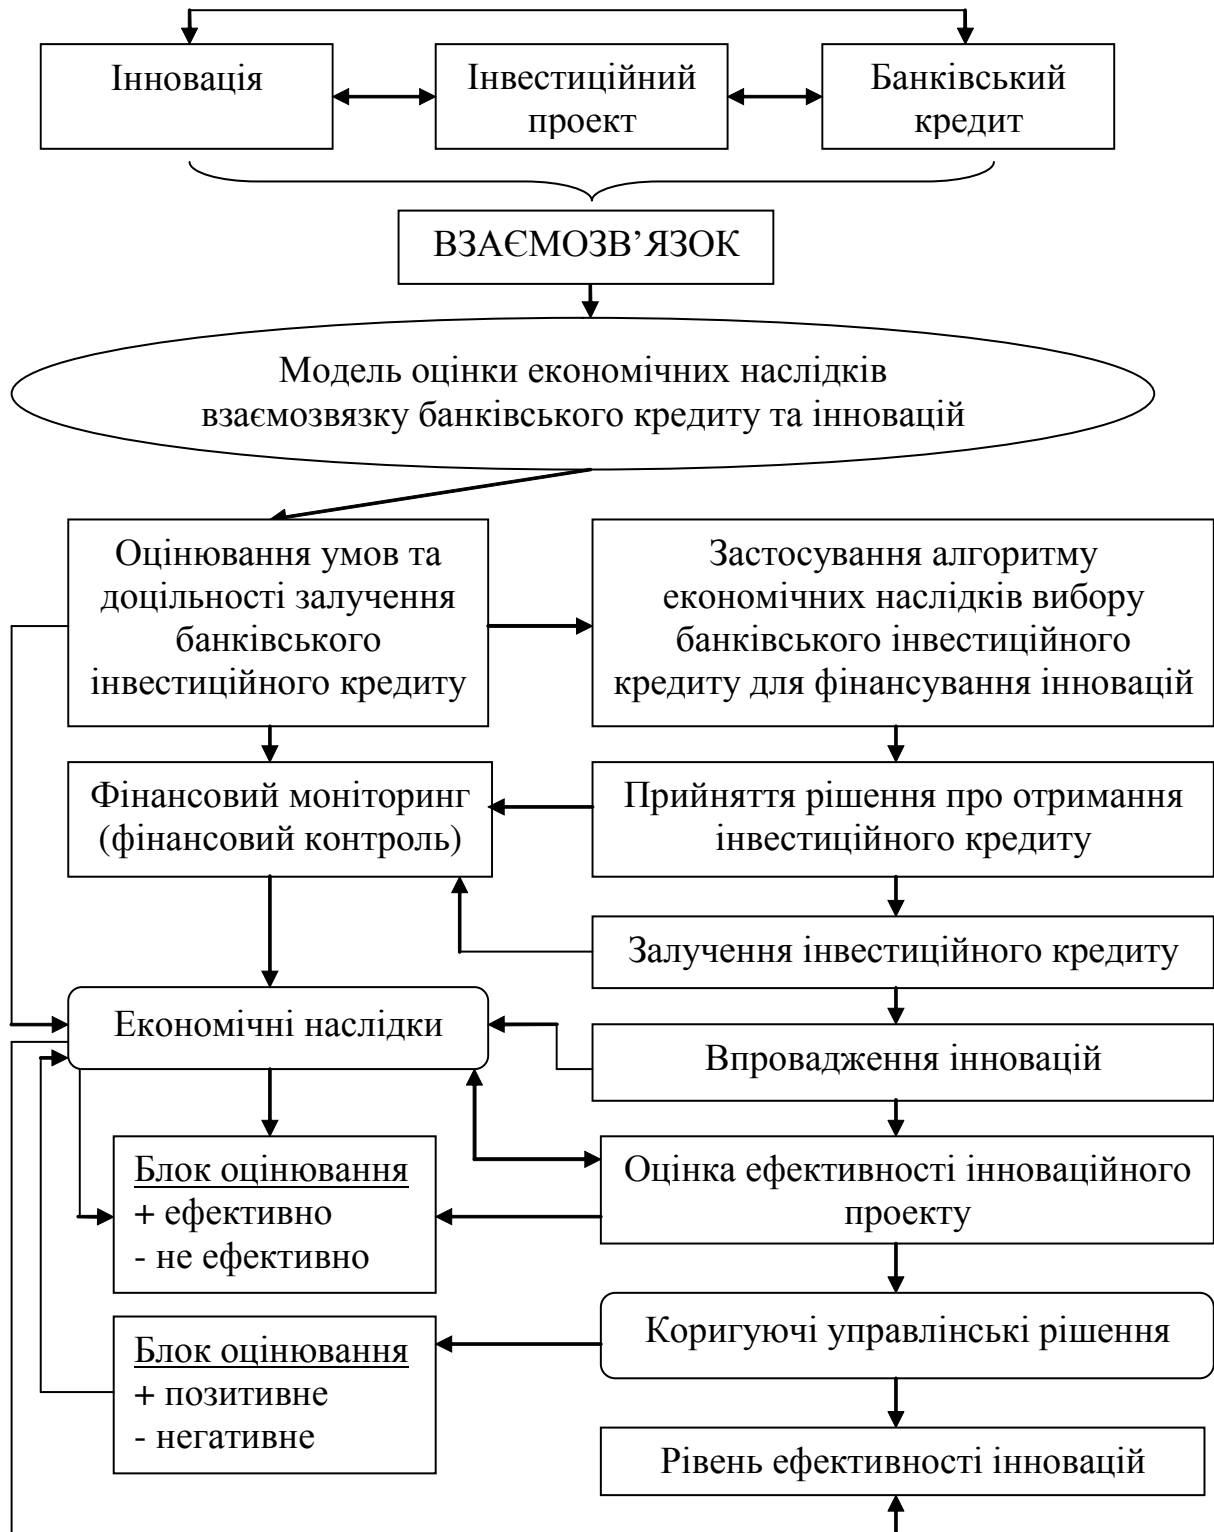 Інновація
Інвестиційний
проект
Банківський
кредит
ВЗАЄМОЗВ’ЯЗОК
Модель оцінки економічних наслідків
взаємозвязку банківського кредиту та інновацій
Оцінювання умов та
доцільності залучення
банківського
інвестиційного кредиту
Застосування алгоритму
економічних наслідків вибору
банківського інвестиційного
кредиту для фінансування інновацій
Фінансовий моніторинг
(фінансовий контроль)
Прийняття рішення про отримання
інвестиційного кредиту
Залучення інвестиційного кредиту
Економічні наслідки
Впровадження інновацій
Блок оцінювання
+ ефективно
- не ефективно
Оцінка ефективності інноваційного
проекту
Коригуючі управлінські рішення
Блок оцінювання
+ позитивне
- негативне
Рівень ефективності інновацій